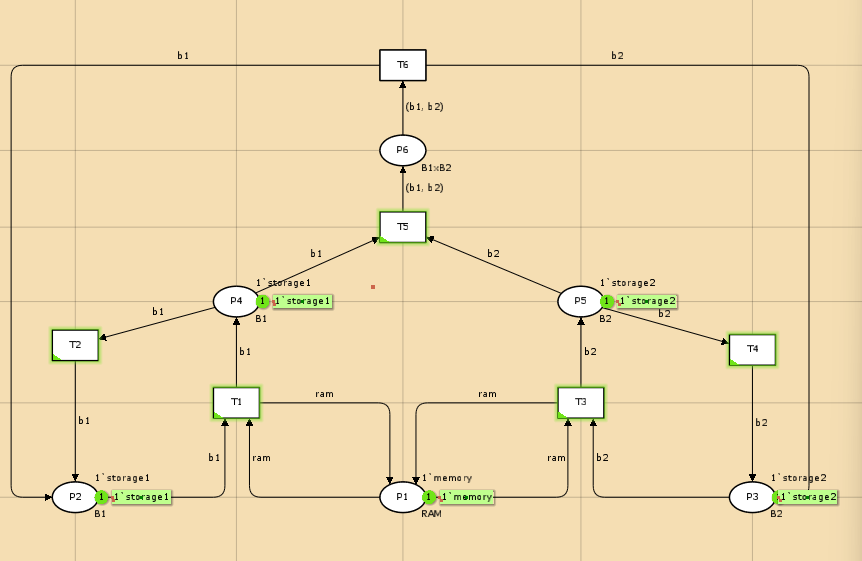 b1
T6
b2
(b1, b2)
P6
B1xB2
(b1, b2)
T5
b1
b2
1`storage1
P4
1
1`storage1
B1
1`storage2
P5
1
1`storage2
B2
b2
b1
T2
T4
b1
b2
T1
ram
ram
T3
b1
b2
b1
ram
ram
b2
1`storage1
P2
1
1`storage1
B1
1`memory
P1
1
1`memory
RAM
1`storage2
P3
1`storage2
B2